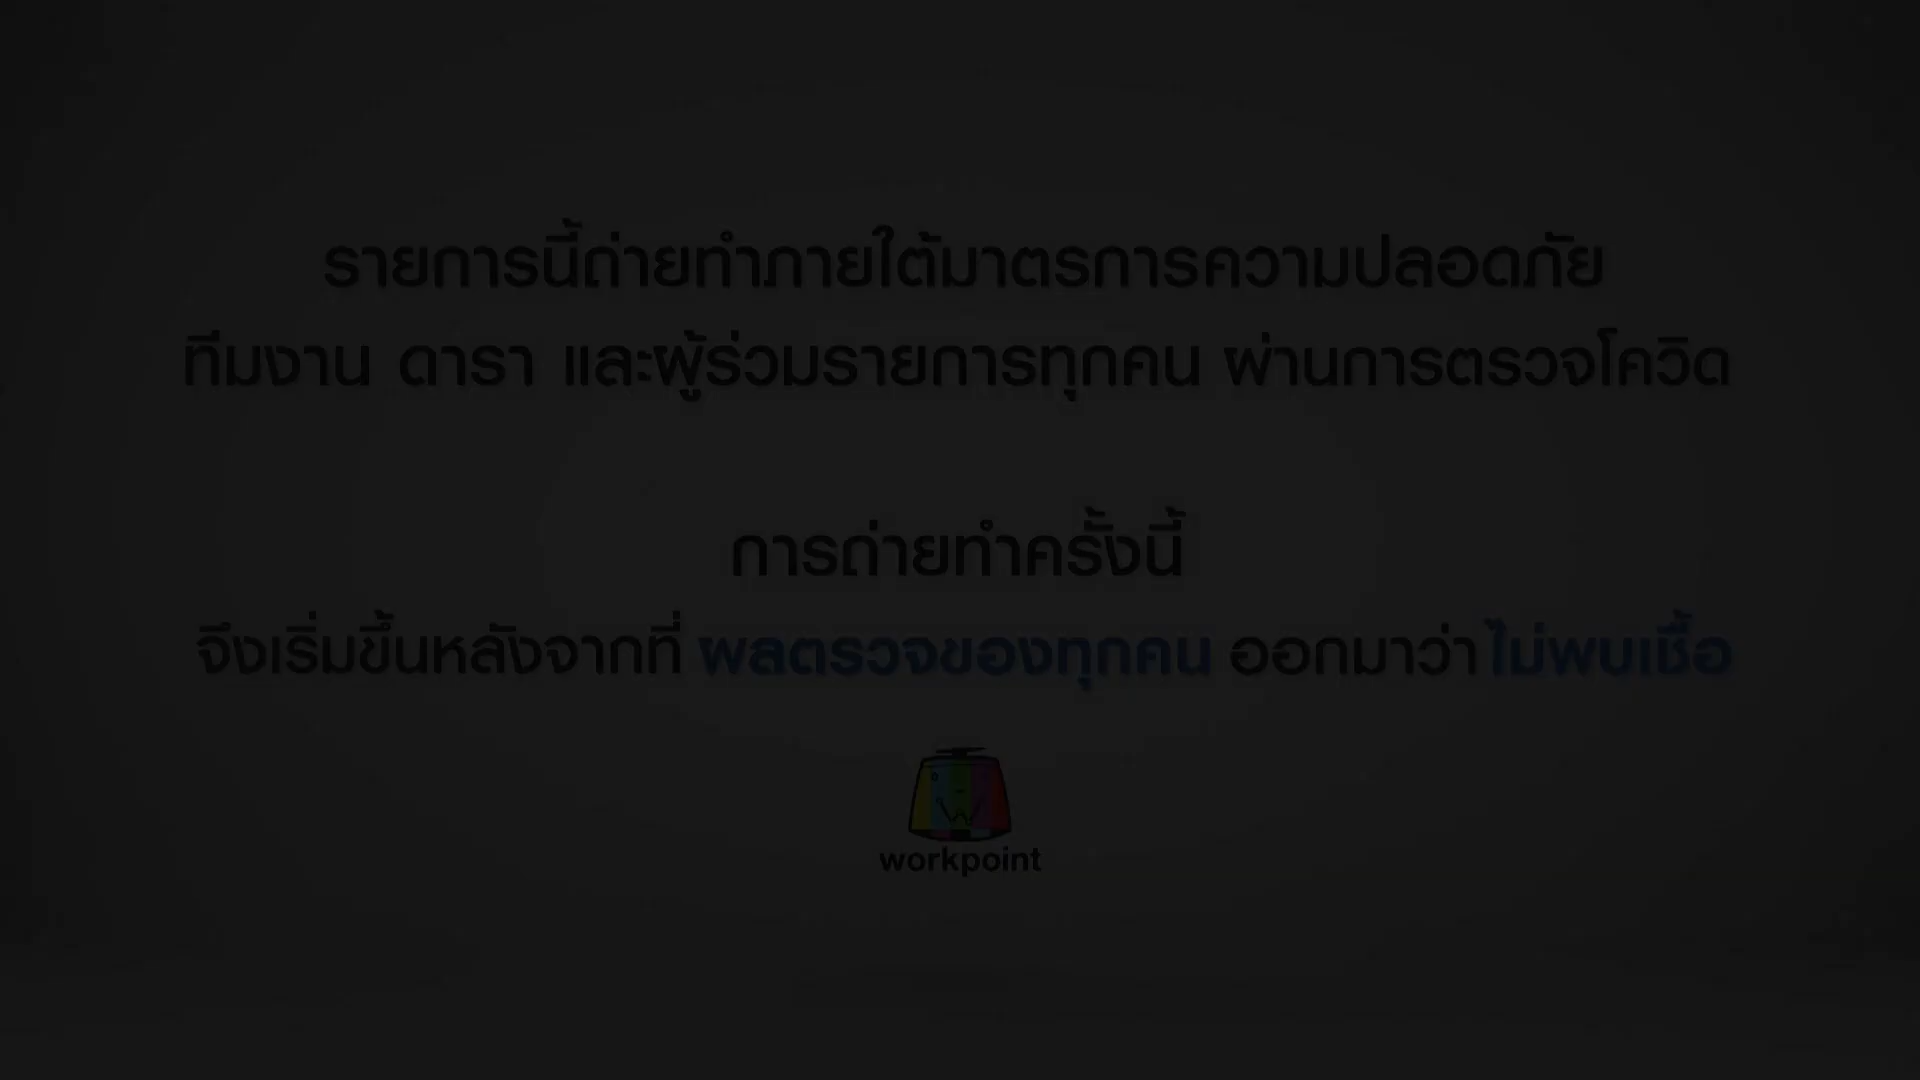 รายการนี้ถ่ายทำภายใต้มาตรการความปลอดภัย
ทีมงาน ดารา และผู้ร่วมรายการทุกคน ผ่านการตรวจโควิด
การถ่ายทำครั้งนี้
จึงเริ่มขึ้นหลังจากที่ ผลตรวจของทุกคน ออกมาว่า ไม่พบเชื้อ
workpoint